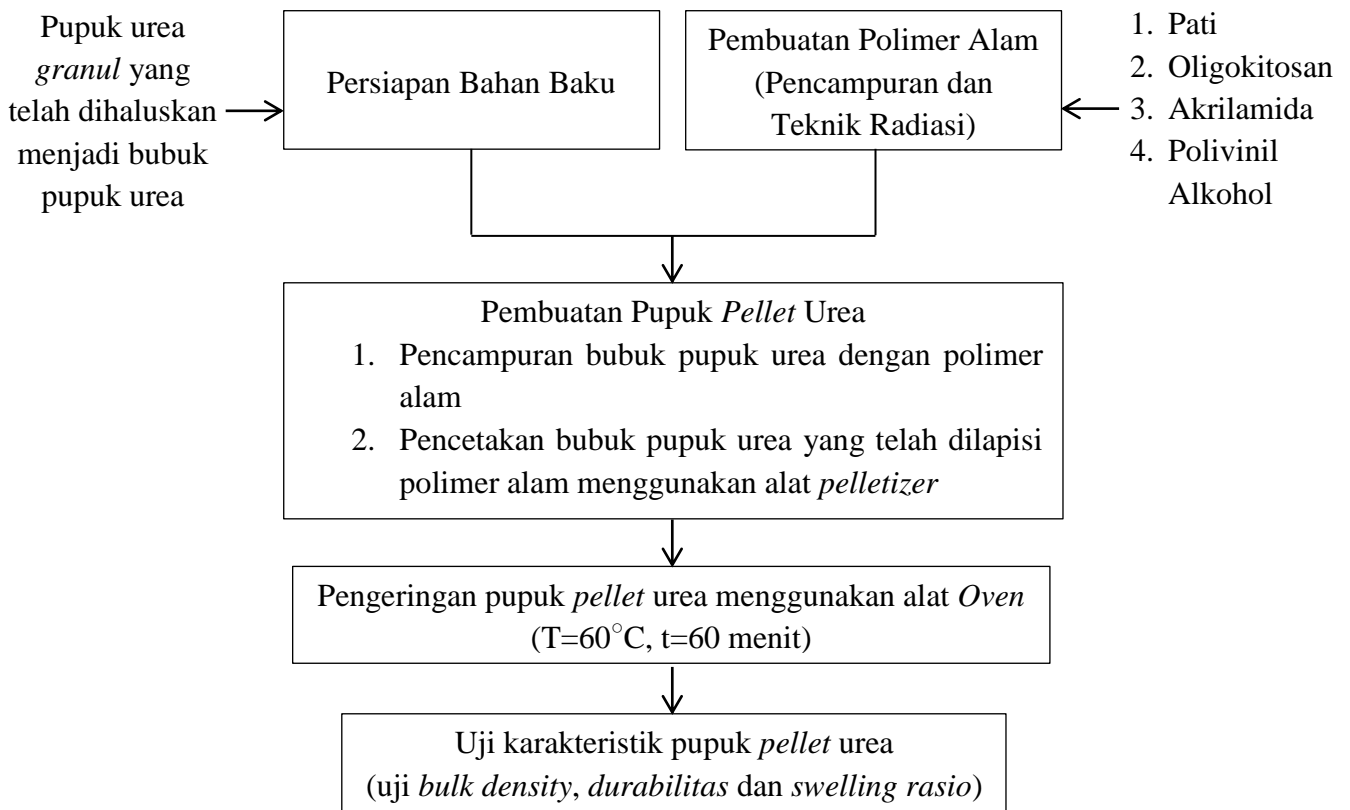 Pupuk urea
granul yang
telah dihaluskan
menjadi bubuk
pupuk urea
Persiapan Bahan Baku
Pembuatan Polimer Alam
(Pencampuran dan
Teknik Radiasi)
1. Pati
2. Oligokitosan
3. Akrilamida
4. Polivinil
Alkohol
Pembuatan Pupuk Pellet Urea
1. Pencampuran bubuk pupuk urea dengan polimer
alam
2. Pencetakan bubuk pupuk urea yang telah dilapisi
polimer alam menggunakan alat pelletizer
Pengeringan pupuk pellet urea menggunakan alat Oven
(T=60°C, t=60 menit)
Uji karakteristik pupuk pellet urea
(uji bulk density, durabilitas dan swelling rasio)